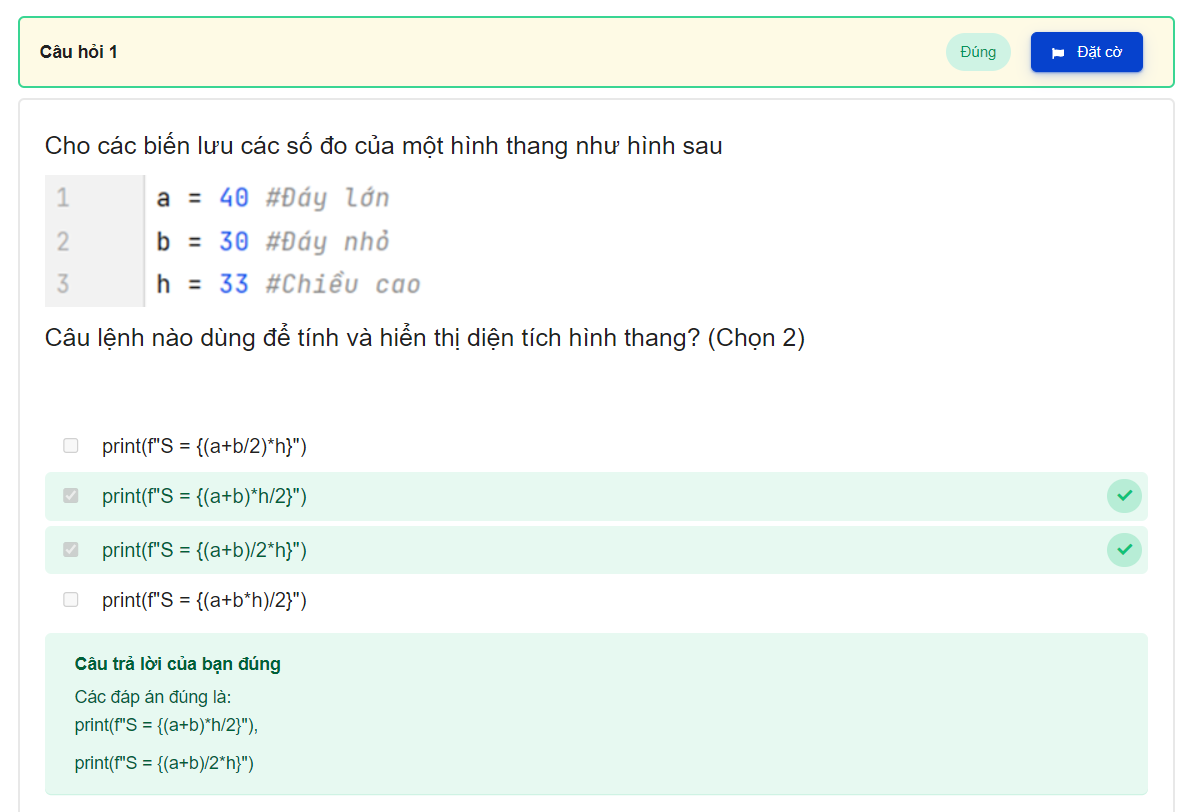 Câu hỏi 1
Đúng
Đặt cờ
Cho các biến lưu các số đo của một hình thang như hình sau
1 a = 40 #Đáy lớn
2 b = 30 #Đáy nhỏ
3 h = 33 #Chiều cao
Câu lệnh nào dùng để tính và hiển thị diện tích hình thang? (Chọn 2)
print(f"S = {(a+b/2)*h}")
print(f"S = {(a+b)*h/2}")
print(f"S = {(a+b)/2*h}")
print(f"S = {(a+b*h)/2}")
Câu trả lời của bạn đúng
Các đáp án đúng là:
print(f"S = {(a+b)*h/2}"),
print(f"S = {(a+b)/2*h}")